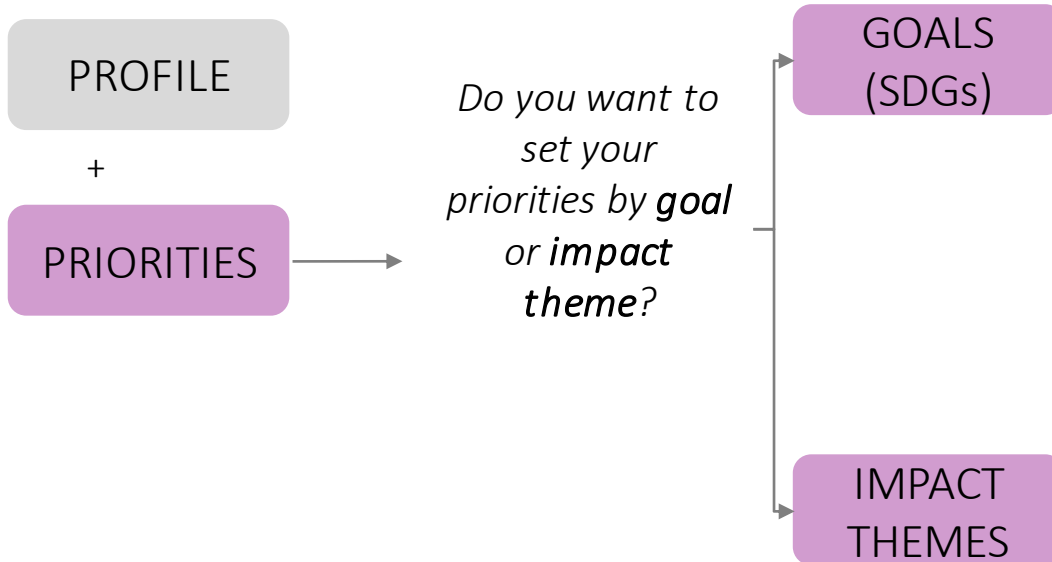 PROFILE
+
PRIORITIES
Do you want to
set your
priorities by goal
or impact
theme?
GOALS
(SDGs)
IMPACT
THEMES